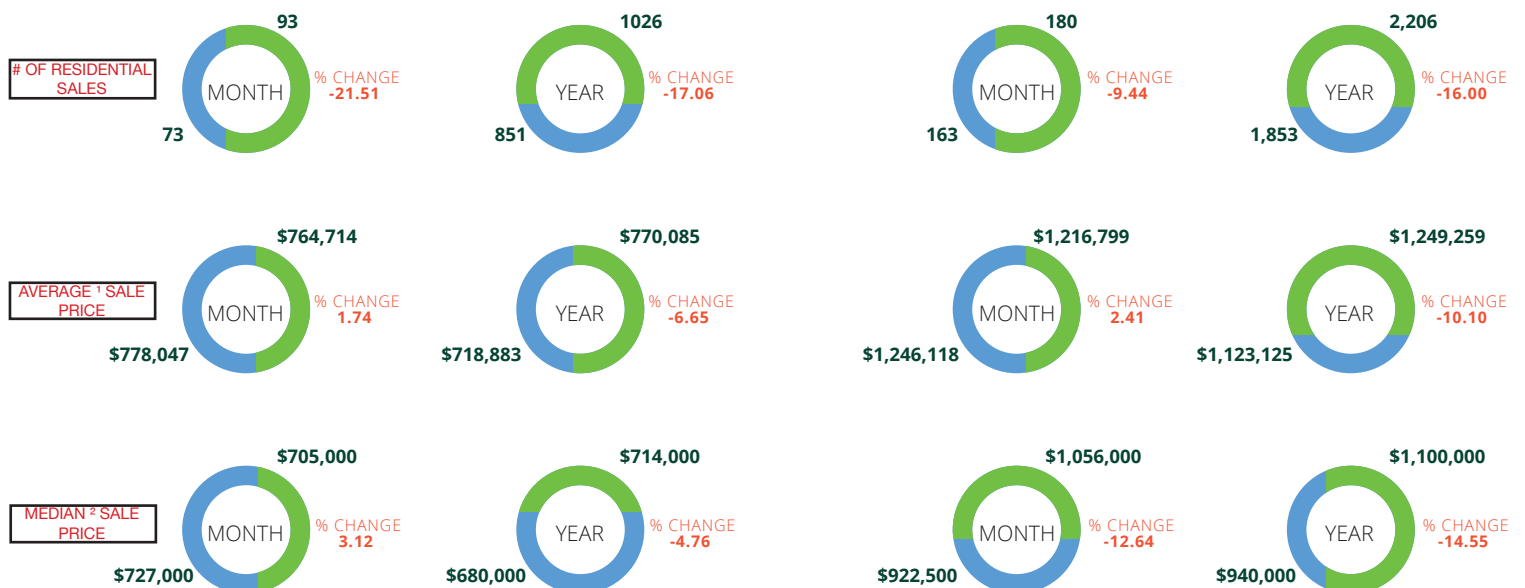 93
1026
180
2,206
# OF RESIDENTIAL
SALES
MONTH
% CHANGE
-21.51
YEAR
% CHANGE
-17.06
MONTH
% CHANGE
-9.44
YEAR
% CHANGE
-16.00
73
851
163
1,853
$764,714
$770,085
$1,216,799
$1,249,259
AVERAGE ¹ SALE
PRICE
MONTH
% CHANGE
1.74
YEAR
% CHANGE
-6.65
MONTH
% CHANGE
2.41
YEAR
% CHANGE
-10.10
$778,047
$718,883
$1,246,118
$1,123,125
$705,000
$714,000
$1,056,000
$1,100,000
MEDIAN ² SALE
PRICE
MONTH
% CHANGE
3.12
YEAR
% CHANGE
-4.76
MONTH
% CHANGE
-12.64
YEAR
% CHANGE
-14.55
$727,000
$680,000
$922,500
$940,000